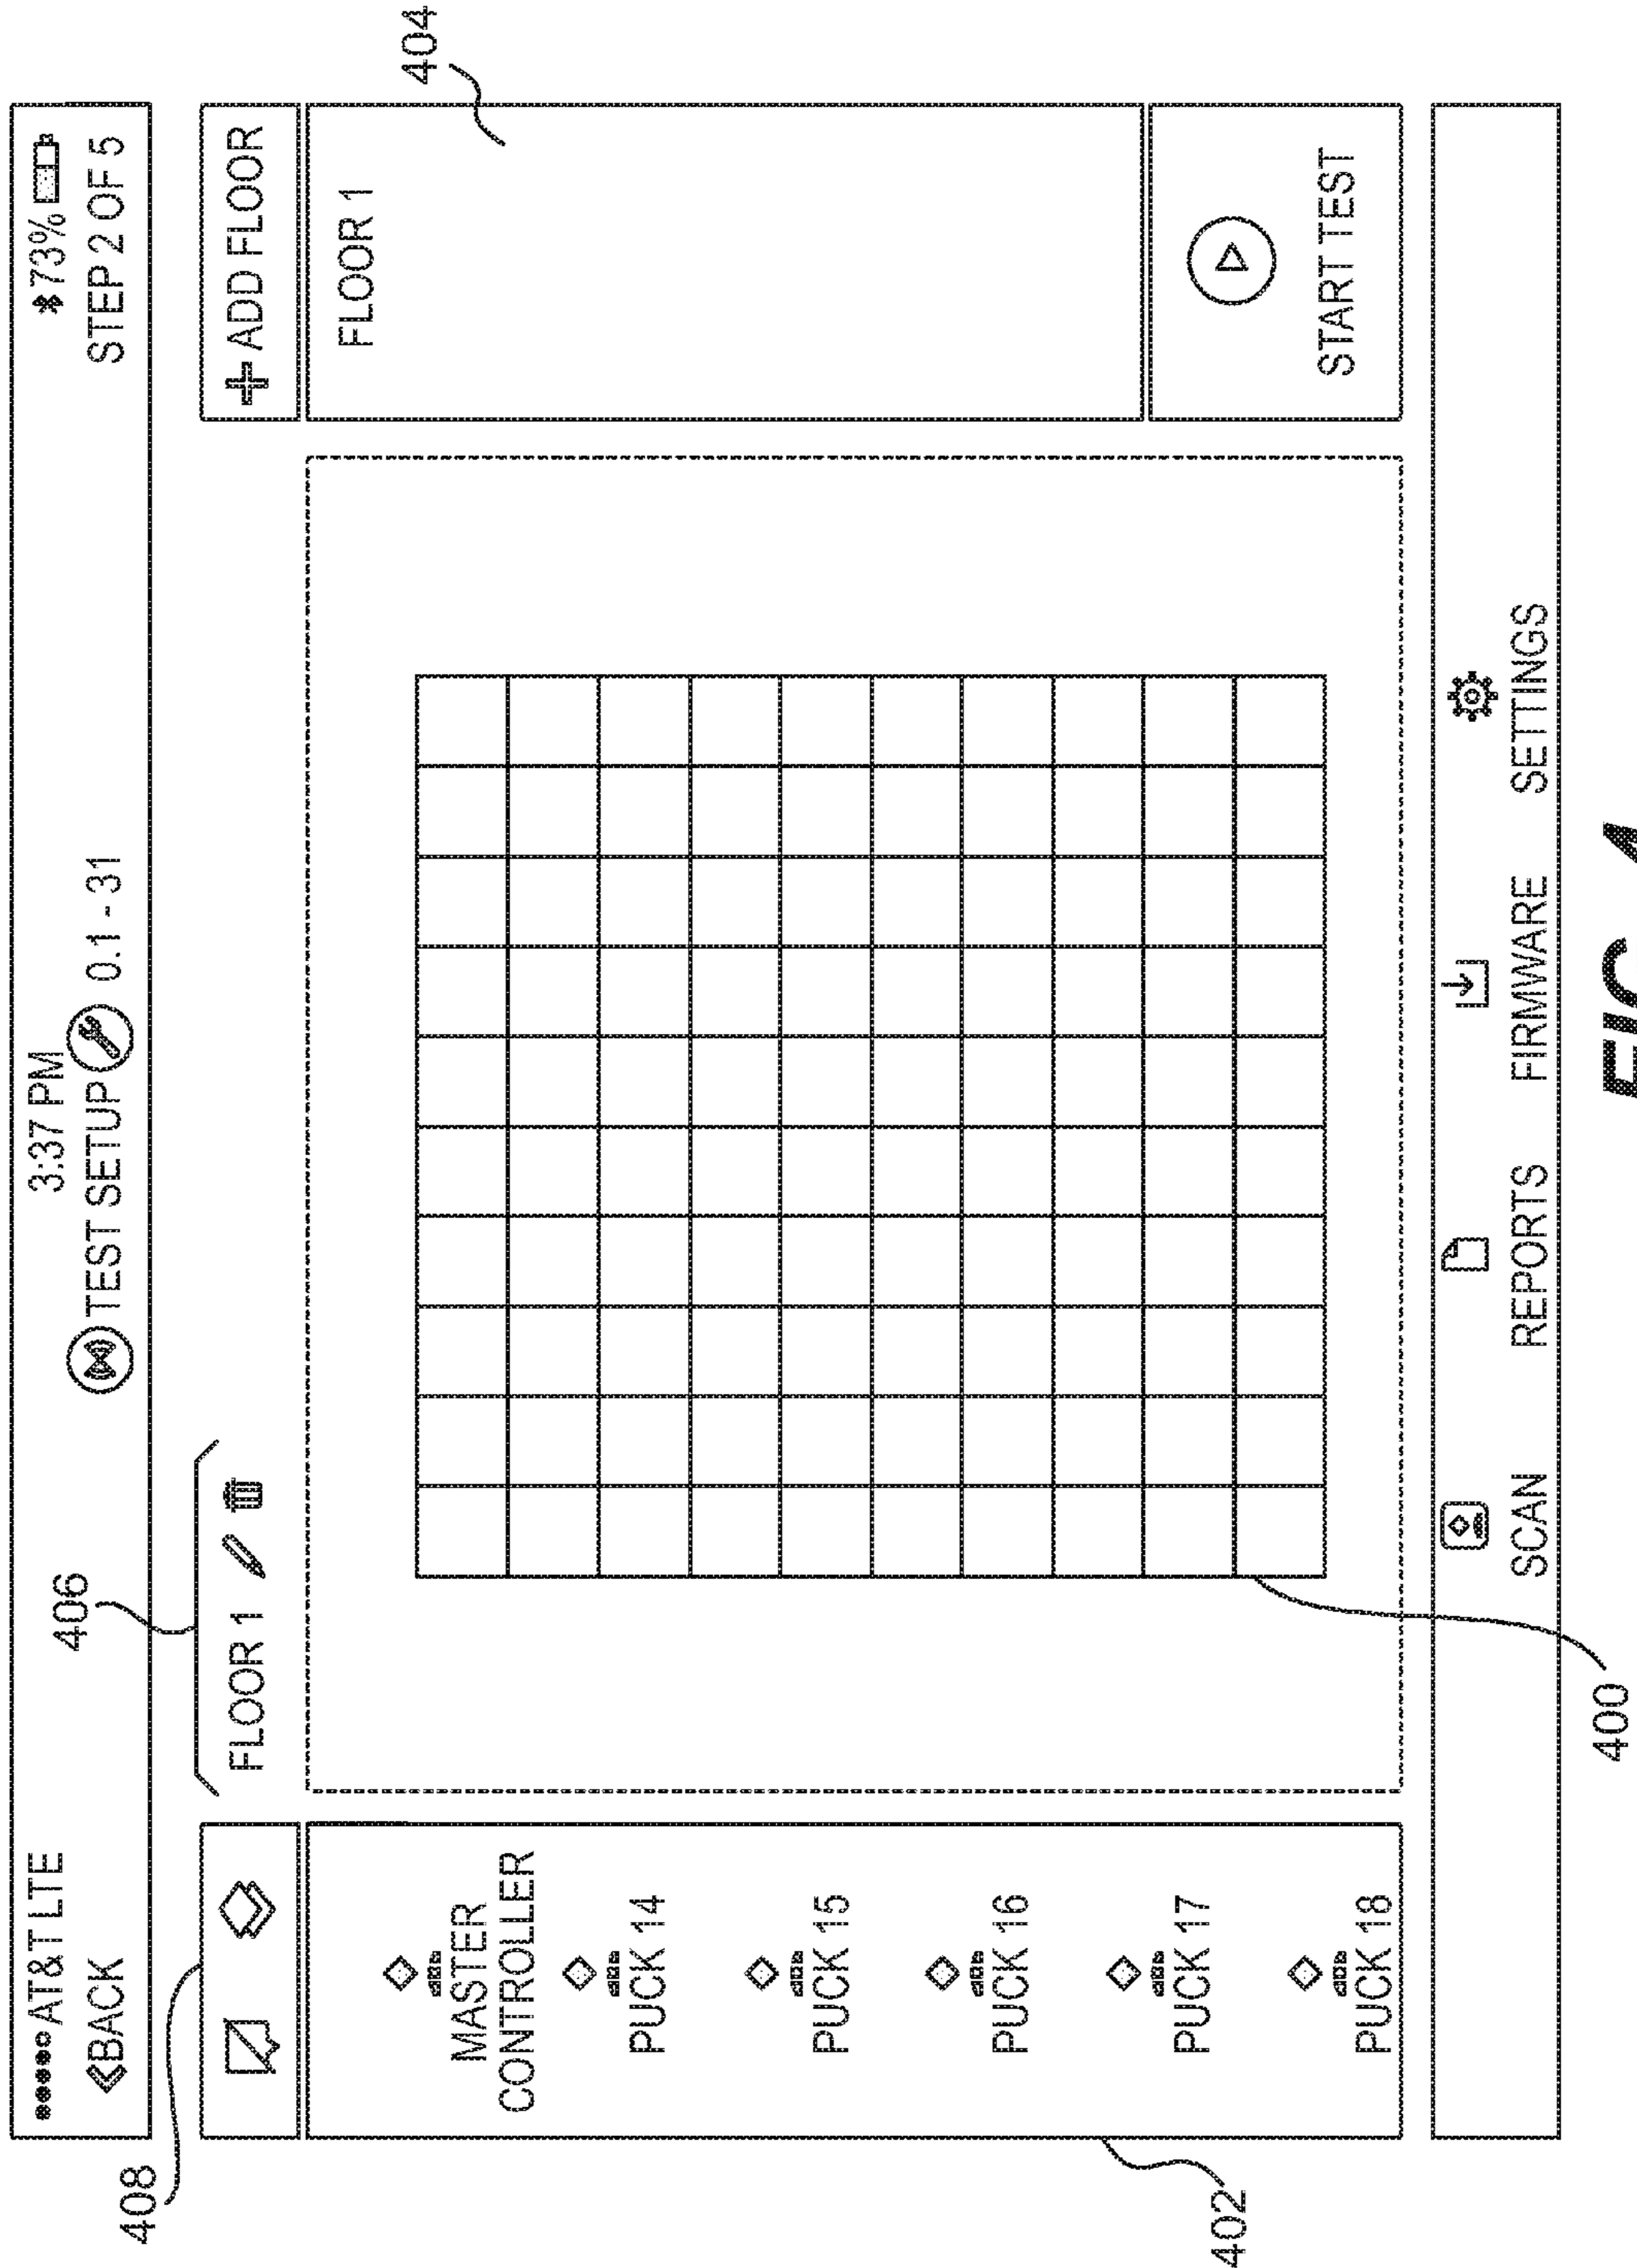 ●●●●○ AT&T LTE
3:37 PM
73%
BACK
TEST SETUP
0.1 - 31
STEP 2 OF 5
408
406
404
FLOOR 1
ADD FLOOR
MASTER
CONTROLLER
PUCK 14
PUCK 15
PUCK 16
PUCK 17
PUCK 18
FLOOR 1
START TEST
402
SCAN
REPORTS
FIRMWARE
SETTINGS
400